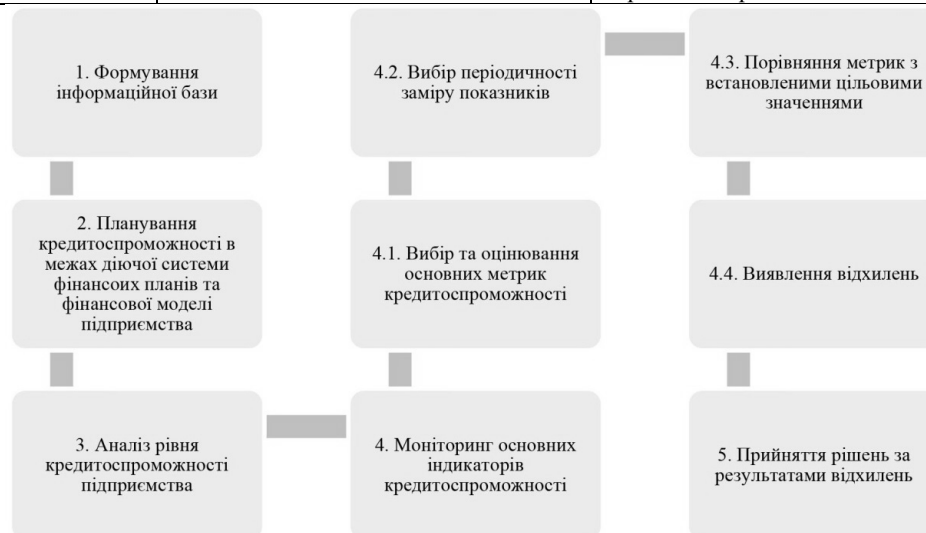 1. Формування
інформаційної бази
2. Планування
кредитоспроможності в
межах діючої системи
фінансоих планів та
фінансової моделі
підприємства
3. Аналіз рівня
кредитоспроможності
підприємства
4. Моніторинг основних
індикаторів
кредитоспроможності
4.1. Вибір та оцінювання
основних метрик
кредитоспроможності
4.2. Вибір періодичності
заміру показників
4.3. Порівняння метрик з
встановленими цільовими
значеннями
4.4. Виявлення відхилень
5. Прийняття рішень за
результатами відхилень